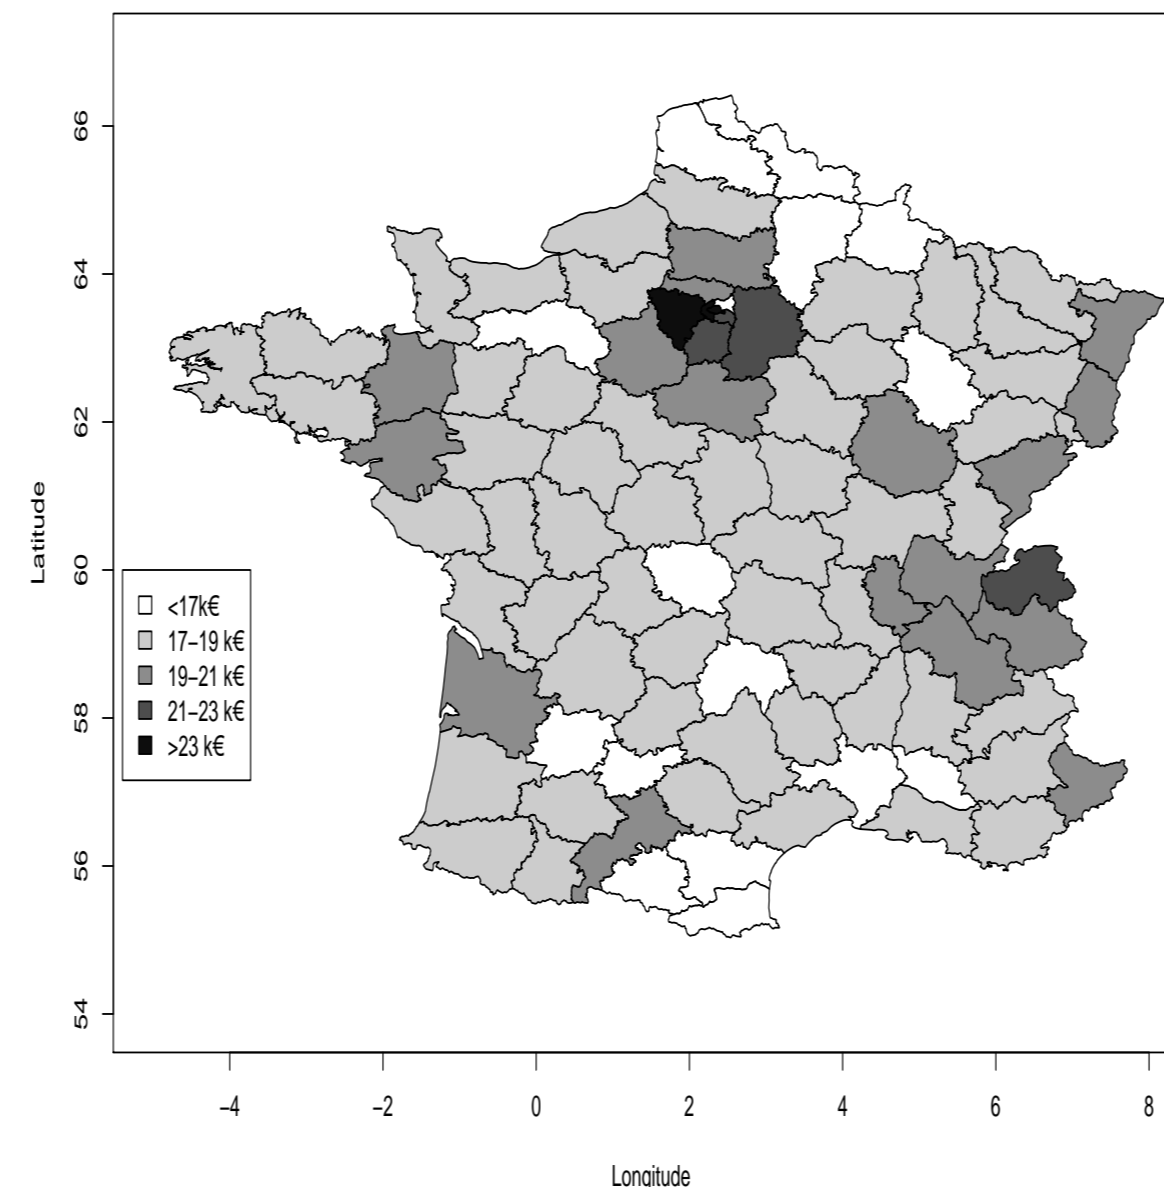 66
64
62
60
58
56
54
Latitude
<17k€
17–19 k€
19–21 k€
21–23 k€
>23 k€
–4 –2 0 2 4 6 8
Longitude